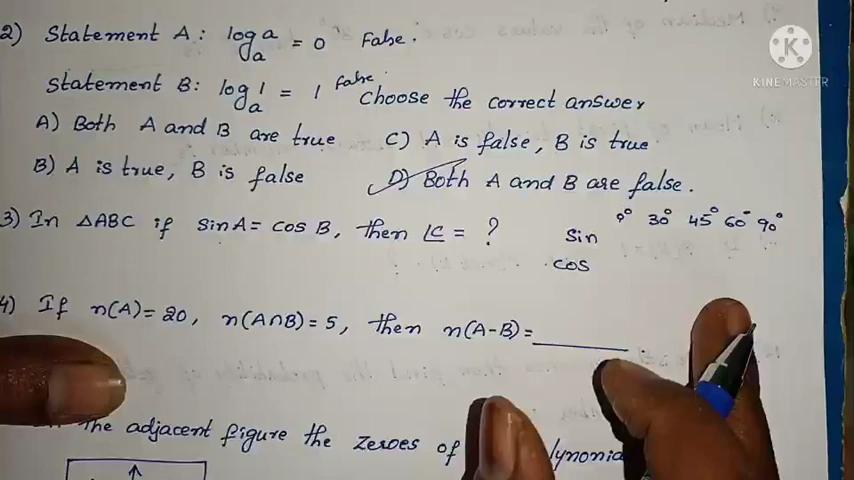 2) Statement A: log_a a = 0 False.
Statement B: log_a 1 = 1 False.
Choose the correct answer
A) Both A and B are true
C) A is false, B is true
B) A is true, B is false
D) Both A and B are false.
3) In ΔABC if sinA = cos B, then ∠C = ?
0° 30° 45° 60° 90°
sin
cos
4) If n(A) = 20, n(A∩B) = 5, then n(A-B) = ____
the adjacent figure the zeroes of
K
KINEMASTER